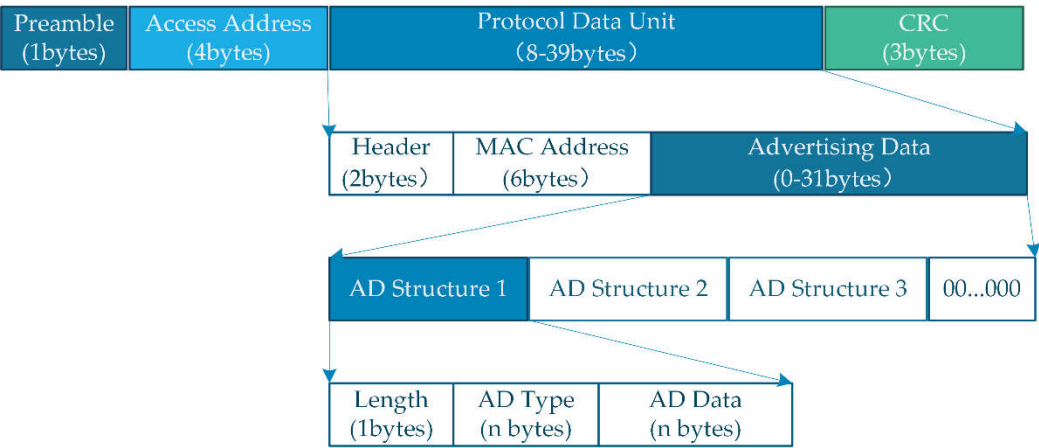 Preamble
(1bytes)
Access Address
(4bytes)
Protocol Data Unit
(8-39bytes)
CRC
(3bytes)
Header
(2bytes)
MAC Address
(6bytes)
Advertising Data
(0-31bytes)
AD Structure 1
AD Structure 2
AD Structure 3
00...000
Length
(1bytes)
AD Type
(n bytes)
AD Data
(n bytes)